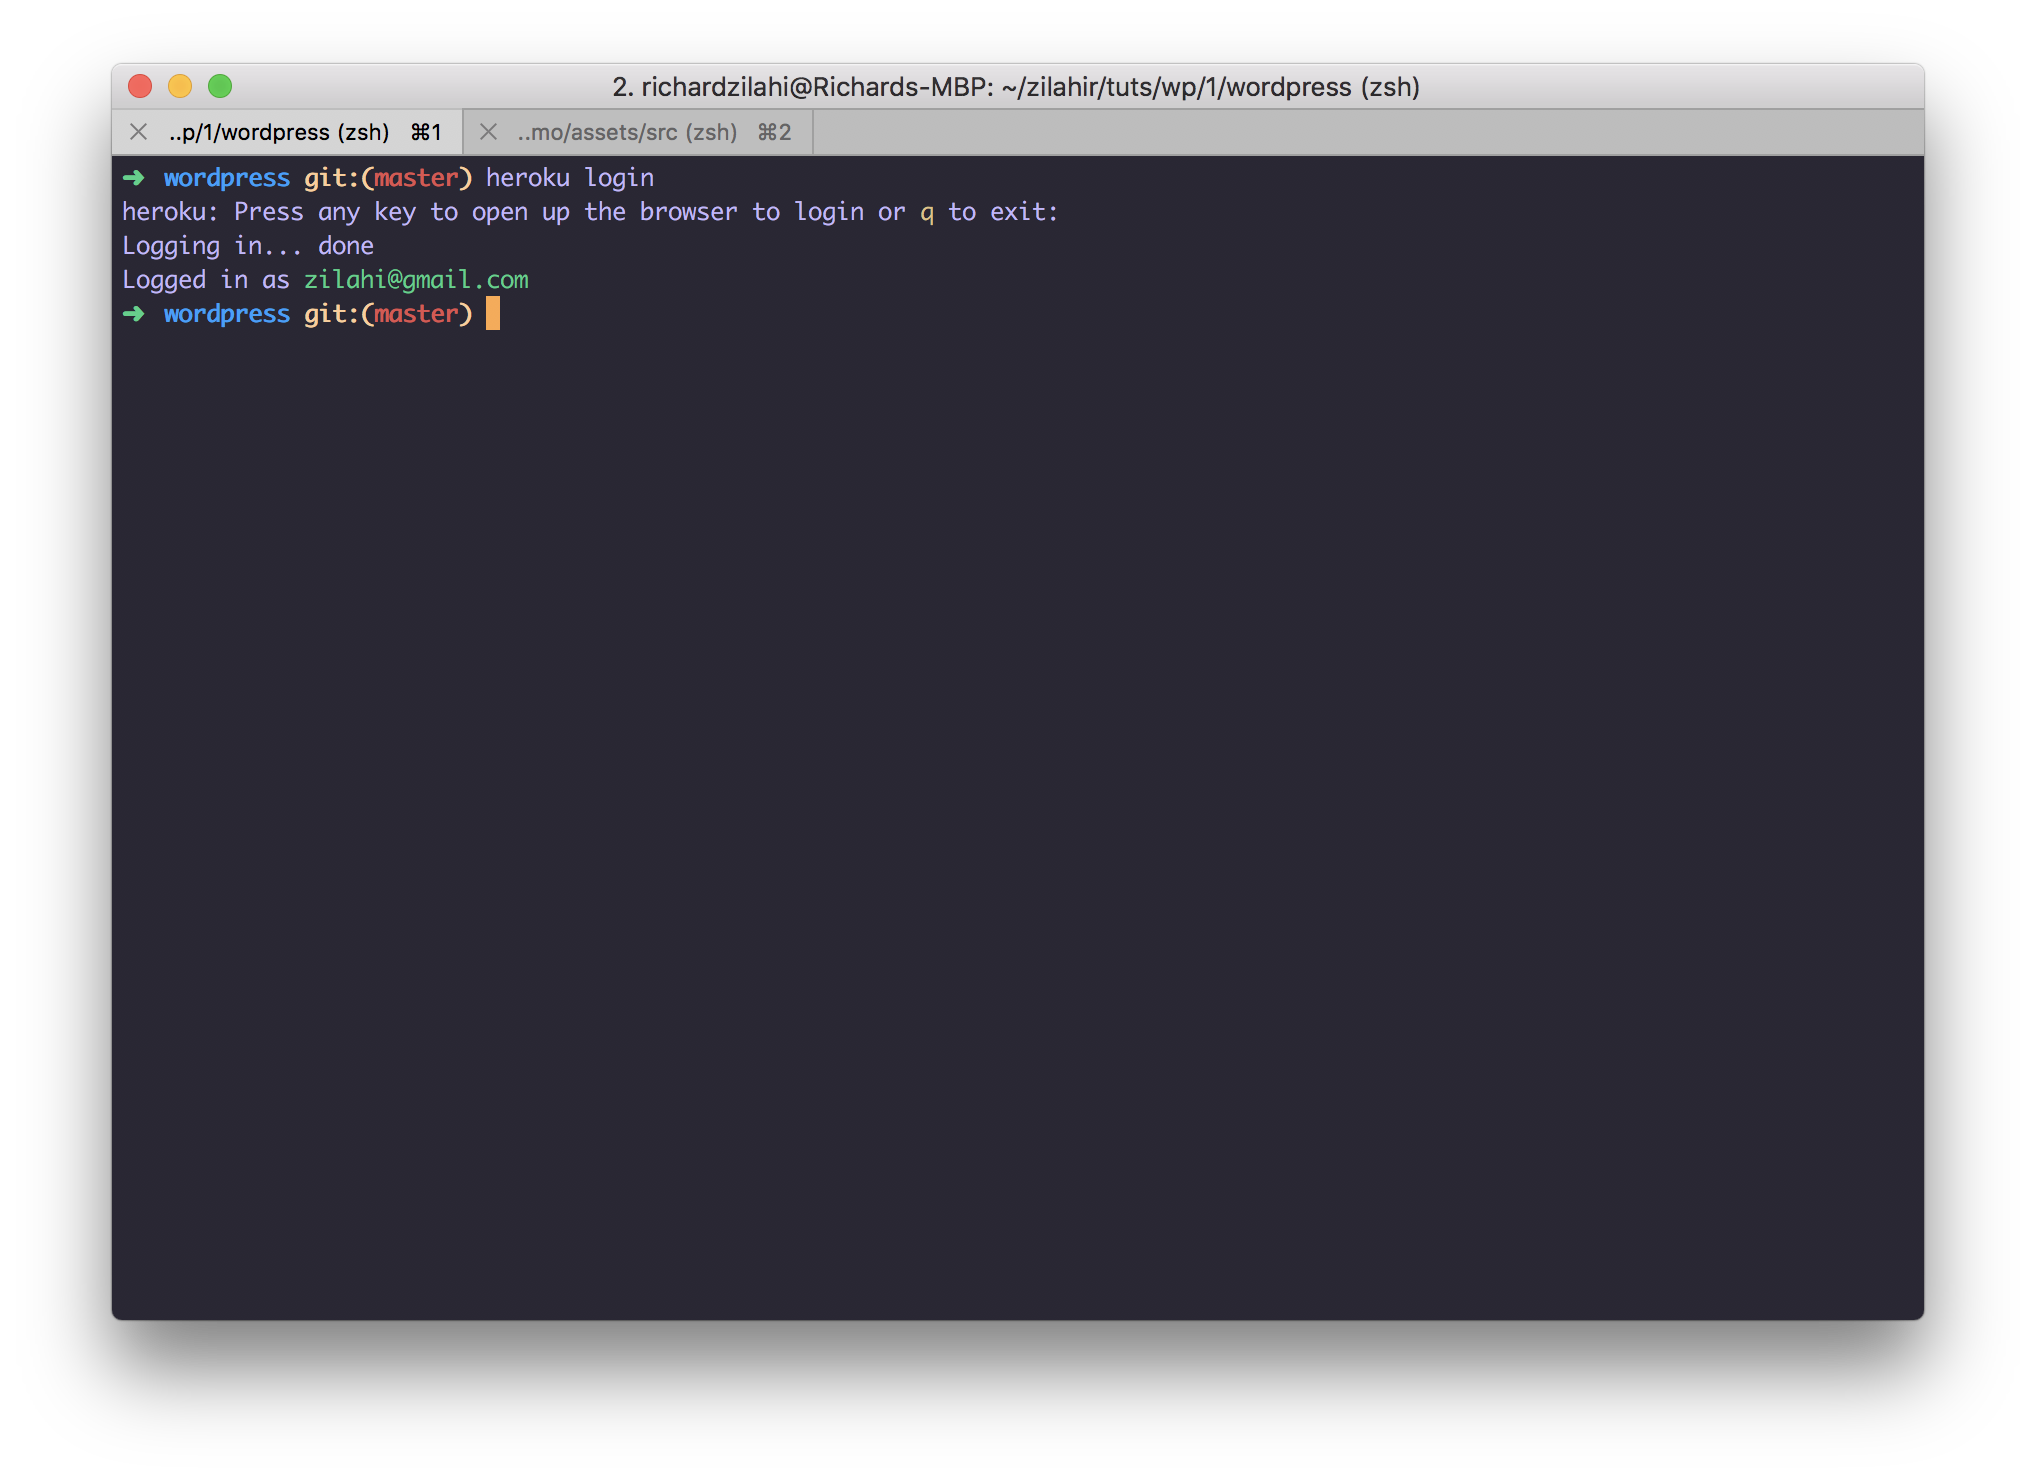 2. richardzilahi@Richards-MBP: ~/zilahir/tuts/wp/1/wordpress (zsh)
..p/1/wordpress (zsh) ⌘1 ..mo/assets/src (zsh) ⌘2
➜ wordpress git:(master) heroku login
heroku: Press any key to open up the browser to login or q to exit:
Logging in... done
Logged in as zilahi@gmail.com
➜ wordpress git:(master)